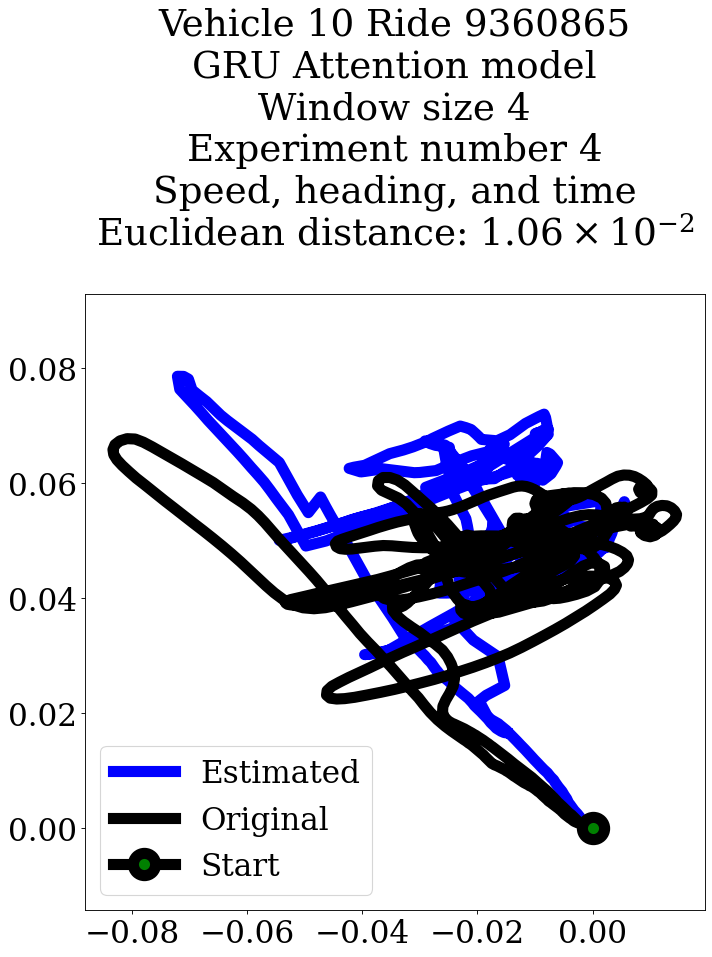 Vehicle 10 Ride 9360865
GRU Attention model
Window size 4
Experiment number 4
Speed, heading, and time
Euclidean distance: 1.06 × 10⁻²
0.08
0.06
0.04
0.02
0.00
Estimated
Original
Start
−0.08 −0.06 −0.04 −0.02 0.00